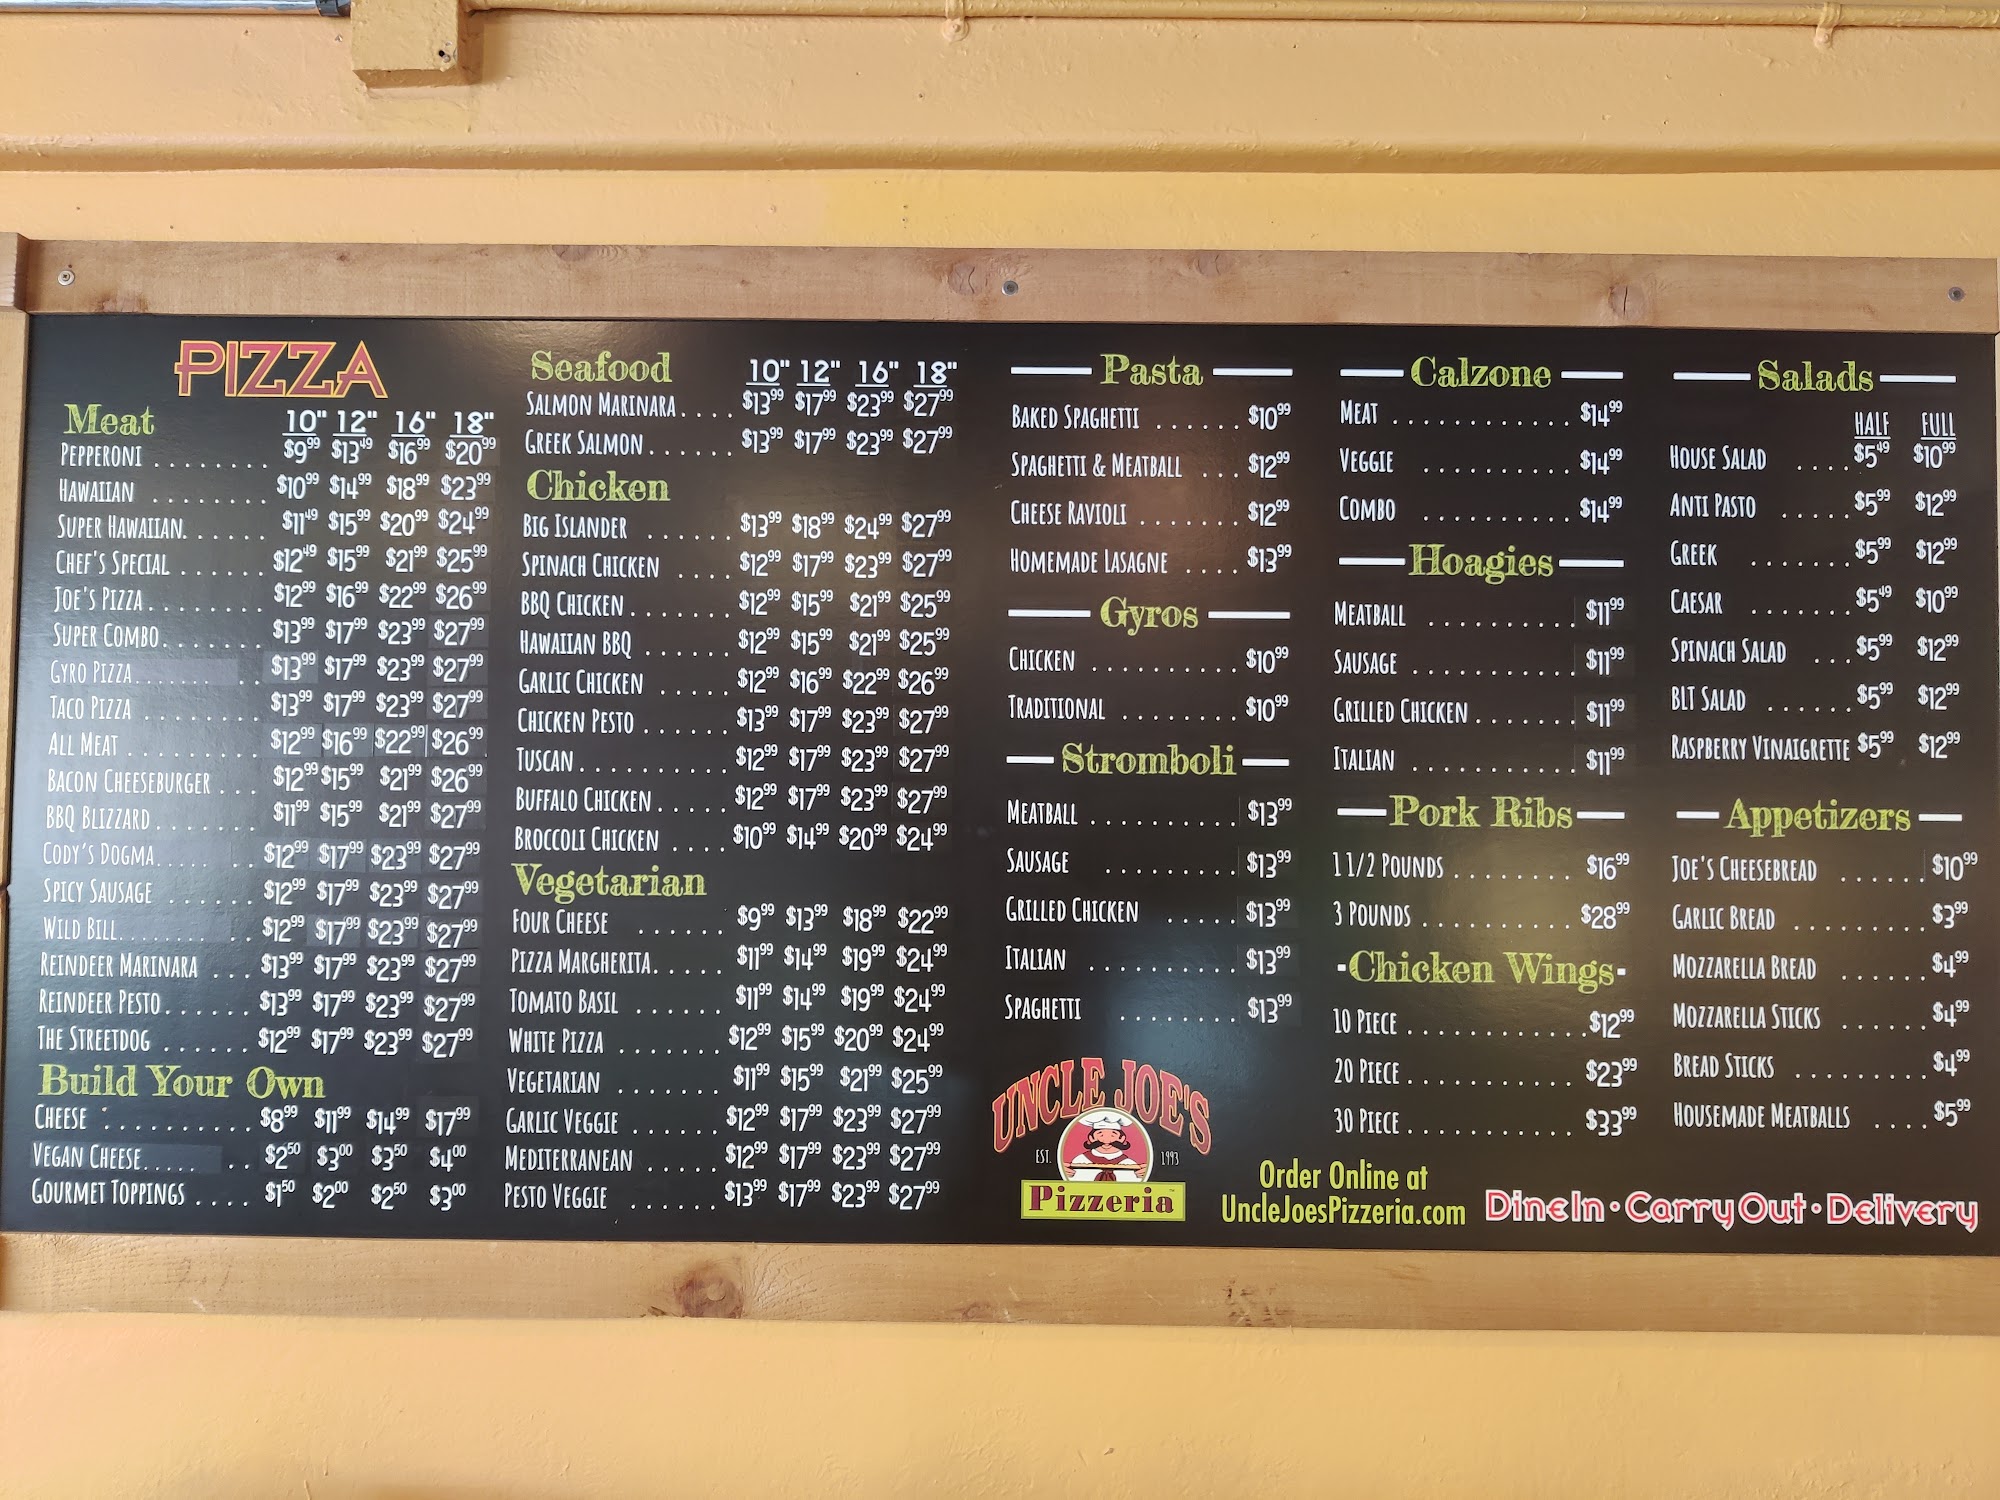 PIZZA
Meat 10" 12" 16" 18"
PEPPERONI ........ $9.99 $13.49 $16.99 $20.99
HAWAIIAN ........ $10.99 $14.99 $18.99 $23.99
SUPER HAWAIIAN...... $11.49 $15.99 $20.99 $24.99
CHEF'S SPECIAL ....... $12.49 $15.99 $21.99 $25.99
JOE'S PIZZA........ $12.99 $16.99 $22.99 $26.99
SUPER COMBO....... $13.99 $17.99 $23.99 $27.99
GYRO PIZZA....... .. $13.99 $17.99 $23.99 $27.99
TACO PIZZA ........ $13.99 $17.99 $23.99 $27.99
ALL MEAT ......... $12.99 $16.99 $22.99 $26.99
BACON CHEESEBURGER ... $12.99 $15.99 $21.99 $26.99
BBQ BLIZZARD....... $11.99 $15.99 $21.99 $27.99
CODY'S DOGMA..... .. $12.99 $17.99 $23.99 $27.99
SPICY SAUSAGE ...... $12.99 $17.99 $23.99 $27.99
WILD BILL........ .. $12.99 $17.99 $23.99 $27.99
REINDEER MARINARA ... $13.99 $17.99 $23.99 $27.99
REINDEER PESTO...... $13.99 $17.99 $23.99 $27.99
THE STREETDOG ...... $12.99 $17.99 $23.99 $27.99
Build Your Own
CHEESE .......... $8.99 $11.99 $14.99 $17.99
VEGAN CHEESE..... .. $2.50 $3.00 $3.50 $4.00
GOURMET TOPPINGS .... $1.50 $2.00 $2.50 $3.00
Seafood 10" 12" 16" 18"
SALMON MARINARA.... $13.99 $17.99 $23.99 $27.99
GREEK SALMON...... $13.99 $17.99 $23.99 $27.99
Chicken
BIG ISLANDER ...... $13.99 $18.99 $24.99 $27.99
SPINACH CHICKEN .... $12.99 $17.99 $23.99 $27.99
BBQ CHICKEN....... $12.99 $15.99 $21.99 $25.99
HAWAIIAN BBQ ...... $12.99 $15.99 $21.99 $25.99
GARLIC CHICKEN ..... $12.99 $16.99 $22.99 $26.99
CHICKEN PESTO ...... $13.99 $17.99 $23.99 $27.99
TUSCAN.......... $12.99 $17.99 $23.99 $27.99
BUFFALO CHICKEN..... $12.99 $17.99 $23.99 $27.99
BROCCOLI CHICKEN .... $10.99 $14.99 $20.99 $24.99
Vegetarian
FOUR CHEESE ...... $9.99 $13.99 $18.99 $22.99
PIZZA MARGHERITA..... $11.99 $14.99 $19.99 $24.99
TOMATO BASIL ...... $11.99 $14.99 $19.99 $24.99
WHITE PIZZA ....... $12.99 $15.99 $20.99 $24.99
VEGETARIAN ....... $11.99 $15.99 $21.99 $25.99
GARLIC VEGGIE ...... $12.99 $17.99 $23.99 $27.99
MEDITERRANEAN ..... $12.99 $17.99 $23.99 $27.99
PESTO VEGGIE ...... $13.99 $17.99 $23.99 $27.99
Pasta
BAKED SPAGHETTI ...... $10.99
SPAGHETTI & MEATBALL ... $12.99
CHEESE RAVIOLI ....... $12.99
HOMEMADE LASAGNE .... $13.99
Gyros
CHICKEN .......... $10.99
TRADITIONAL ........ $10.99
Stromboli
MEATBALL .......... $13.99
SAUSAGE ......... $13.99
GRILLED CHICKEN ..... $13.99
ITALIAN .......... $13.99
SPAGHETTI ........ $13.99
UNCLE JOE'S
EST. 1993
Pizzeria™
Calzone
MEAT ............ $14.99
VEGGIE .......... $14.99
COMBO .......... $14.99
Hoagies
MEATBALL .......... $11.99
SAUSAGE ........... $11.99
GRILLED CHICKEN....... $11.99
ITALIAN ........... $11.99
Pork Ribs
1 1/2 POUNDS ......... $16.99
3 POUNDS ........... $28.99
Chicken Wings
10 PIECE ............ $12.99
20 PIECE ............ $23.99
30 PIECE ............ $33.99
Order Online at
UncleJoesPizzeria.com
Salads
HALF FULL
HOUSE SALAD .... $5.49 $10.99
ANTI PASTO ..... $5.99 $12.99
GREEK ....... $5.99 $12.99
CAESAR ....... $5.49 $10.99
SPINACH SALAD ... $5.99 $12.99
BLT SALAD ...... $5.99 $12.99
RASPBERRY VINAIGRETTE $5.99 $12.99
Appetizers
JOE'S CHEESEBREAD ...... $10.99
GARLIC BREAD ......... $3.99
MOZZARELLA BREAD ...... $4.99
MOZZARELLA STICKS ...... $4.99
BREAD STICKS ......... $4.99
HOUSEMADE MEATBALLS .... $5.99
Dine In • Carry Out • Delivery